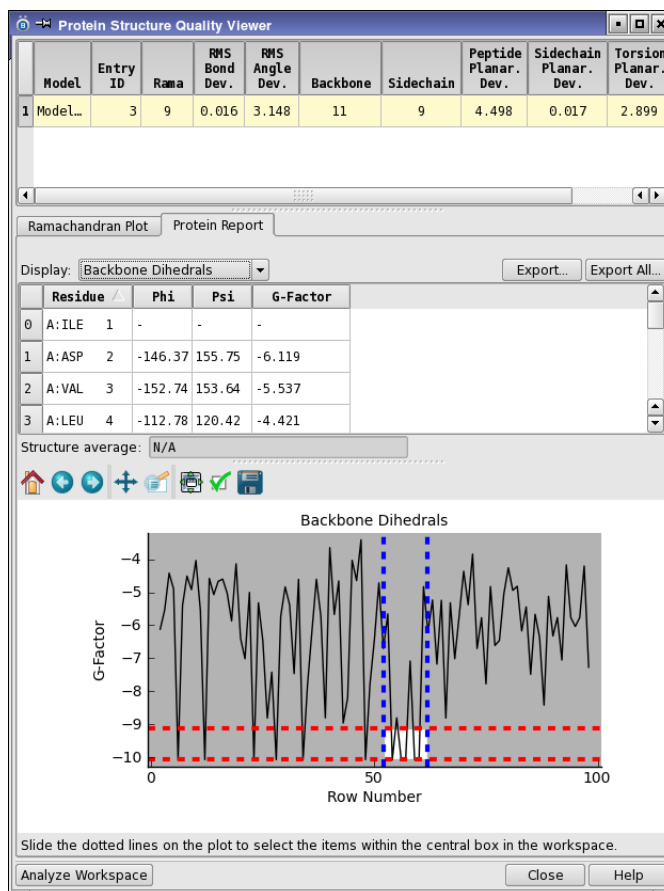 Protein Structure Quality Viewer
Model Entry ID Rama RMS Bond Dev. RMS Angle Dev. Backbone Sidechain Peptide Planar. Dev. Sidechain Planar. Dev. Torsion Planar. Dev.
1 Model… 3 9 0.016 3.148 11 9 4.498 0.017 2.899
Ramachandran Plot Protein Report
Display: Backbone Dihedrals Export... Export All...
Residue Phi Psi G-Factor
0 A:ILE 1 - - -
1 A:ASP 2 -146.37 155.75 -6.119
2 A:VAL 3 -152.74 153.64 -5.537
3 A:LEU 4 -112.78 120.42 -4.421
Structure average: N/A
Backbone Dihedrals
−4
−5
−6
−7
−8
−9
−10
G-Factor
0 50 100
Row Number
Slide the dotted lines on the plot to select the items within the central box in the workspace.
Analyze Workspace Close Help